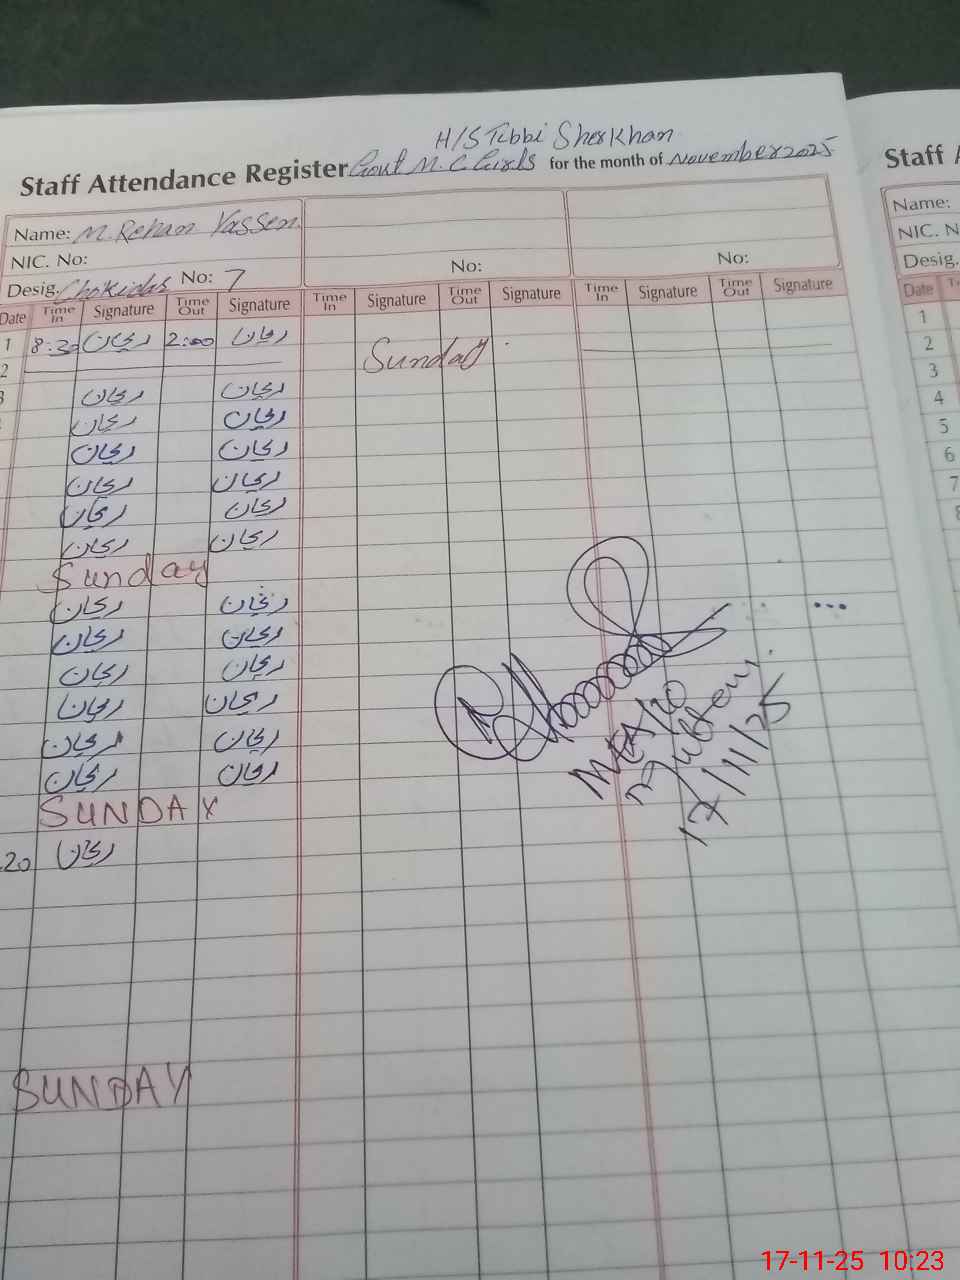 H/S Tibbi Sherkhan
Staff Attendance Register Govt M.C. Girls for the month of November 2025
Staff A
Name: M. Rehan Yassen
NIC. No:
Desig. Chokidar No: 7
No:
No:
Name:
NIC. N
Desig.
Date Time In Signature Time Out Signature Time In Signature Time Out Signature Time In Signature Time Out Signature
Date
1 8:30 ریحان 2:00 ریحان
2 Sunday
ریحان ریحان
ریحان ریحان
ریحان ریحان
ریحان ریحان
ریحان ریحان
ریحان ریحان
Sunday
ریحان ریحان
ریحان ریحان
ریحان ریحان
ریحان ریحان
ریحان ریحان
ریحان ریحان
SUNDAY
20 ریحان
SUNDAY
17/11/25
1
2
3
4
5
6
7
8
17-11-25 10:23